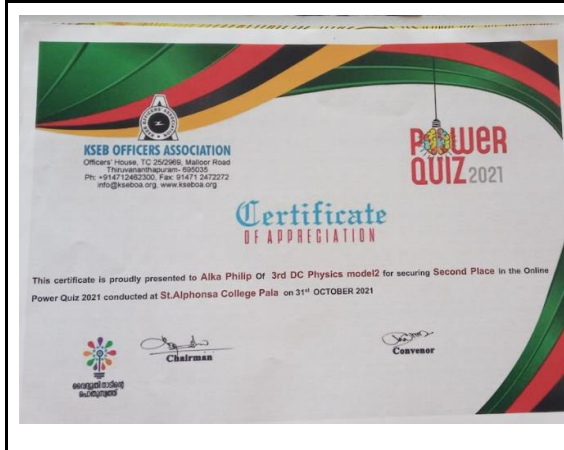 KSEB OFFICERS ASSOCIATION
Officers' House, TC 25/2969, Malloor Road
Thiruvananthapuram- 695035
Ph: +914712462300, Fax: 91471 2472272
info@kseboa.org, www.kseboa.org
POWER
QUIZ 2021
Certificate
OF APPRECIATION
This certificate is proudly presented to Alka Philip Of 3rd DC Physics model2 for securing Second Place in the Online
Power Quiz 2021 conducted at St.Alphonsa College Pala on 31st OCTOBER 2021
Chairman
Convenor
വൈദ്യുതി നാടിന്റെ
പൊതുസ്വത്ത്